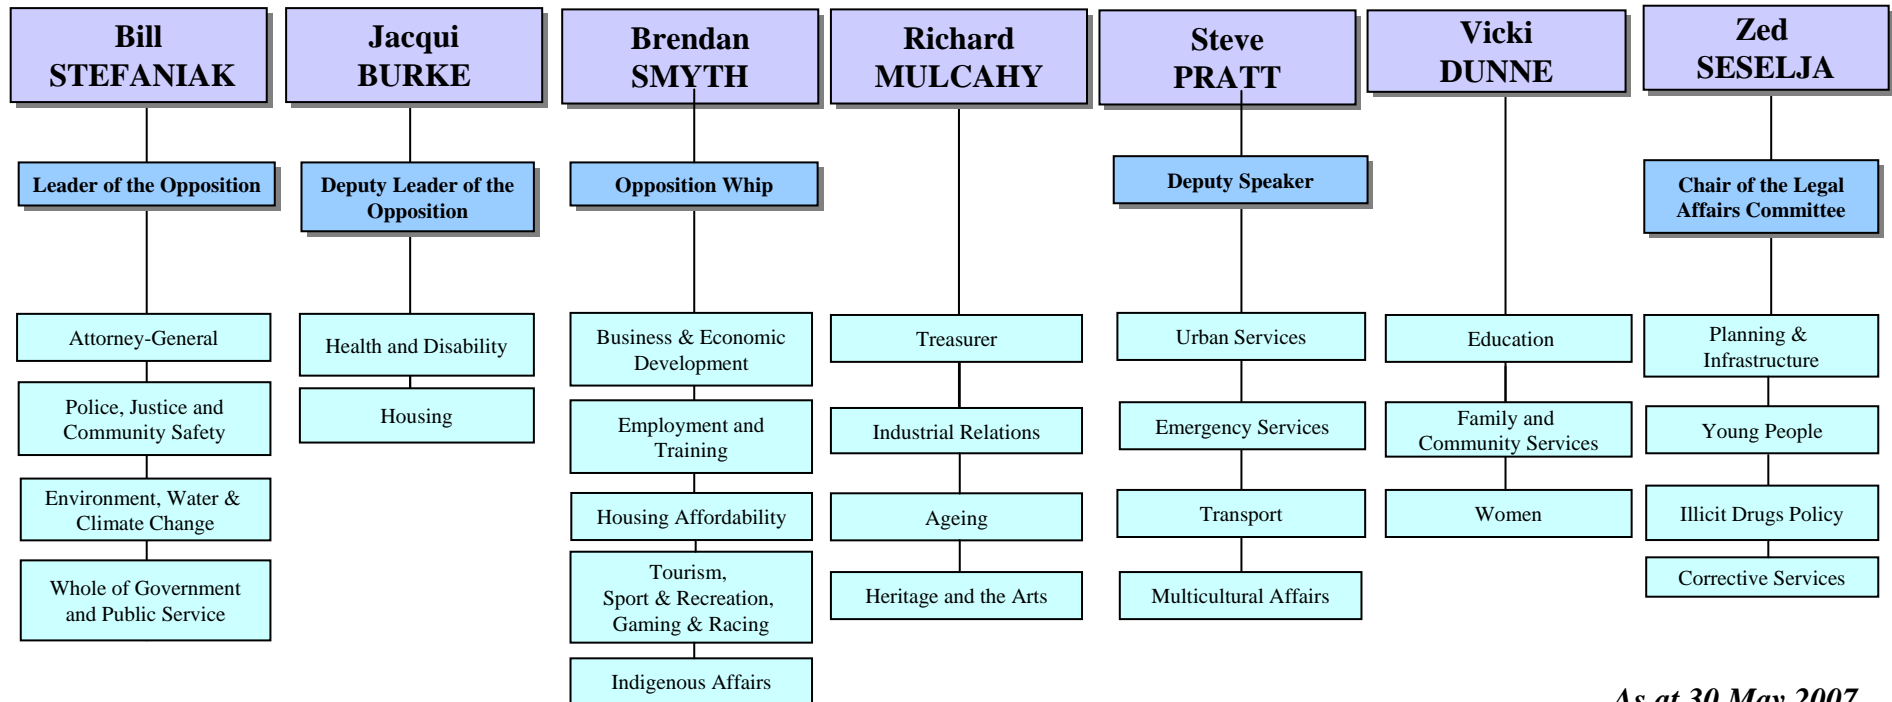 Bill
STEFANIAK
Leader of the Opposition
Attorney-General
Police, Justice and
Community Safety
Environment, Water &
Climate Change
Whole of Government
and Public Service
Jacqui
BURKE
Deputy Leader of the
Opposition
Health and Disability
Housing
Brendan
SMYTH
Opposition Whip
Business & Economic
Development
Employment and
Training
Housing Affordability
Tourism,
Sport & Recreation,
Gaming & Racing
Indigenous Affairs
Richard
MULCAHY
Treasurer
Industrial Relations
Ageing
Heritage and the Arts
Steve
PRATT
Deputy Speaker
Urban Services
Emergency Services
Transport
Multicultural Affairs
Vicki
DUNNE
Education
Family and
Community Services
Women
Zed
SESELJA
Chair of the Legal
Affairs Committee
Planning &
Infrastructure
Young People
Illicit Drugs Policy
Corrective Services
As at 30 May 2007